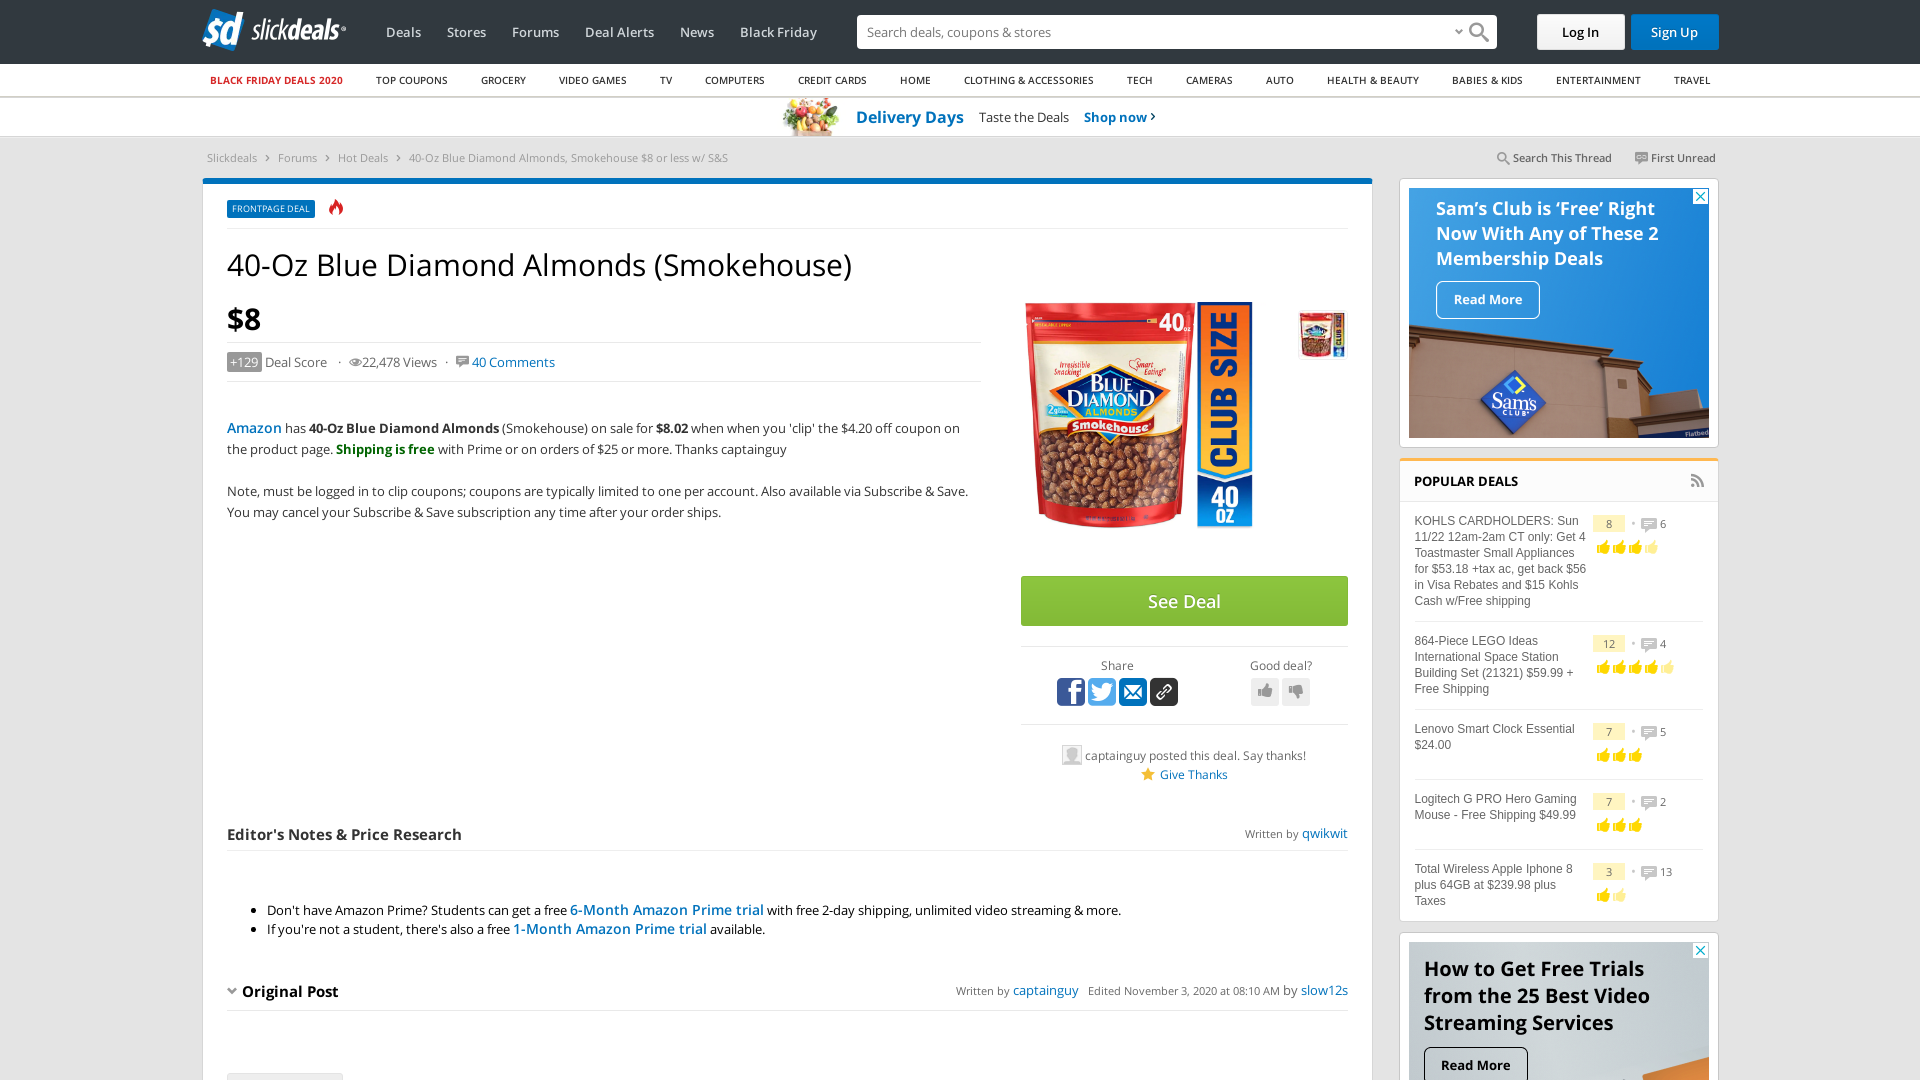 sd slickdeals
Deals Stores Forums Deal Alerts News Black Friday
Search deals, coupons & stores
Log In
Sign Up
BLACK FRIDAY DEALS 2020 TOP COUPONS GROCERY VIDEO GAMES TV COMPUTERS CREDIT CARDS HOME CLOTHING & ACCESSORIES TECH CAMERAS AUTO HEALTH & BEAUTY BABIES & KIDS ENTERTAINMENT TRAVEL
Delivery Days Taste the Deals Shop now
Slickdeals Forums Hot Deals 40-Oz Blue Diamond Almonds, Smokehouse $8 or less w/ S&S
Search This Thread First Unread
FRONTPAGE DEAL
40-Oz Blue Diamond Almonds (Smokehouse)
$8
+129 Deal Score · 22,478 Views · 40 Comments
Amazon has 40-Oz Blue Diamond Almonds (Smokehouse) on sale for $8.02 when when you 'clip' the $4.20 off coupon on
the product page. Shipping is free with Prime or on orders of $25 or more. Thanks captainguy
Note, must be logged in to clip coupons; coupons are typically limited to one per account. Also available via Subscribe & Save.
You may cancel your Subscribe & Save subscription any time after your order ships.
40 oz
Irresistible Snacking!
Smart Eating!
BLUE
DIAMOND
ALMONDS
Smokehouse
CLUB SIZE
40
OZ
See Deal
Share
Good deal?
captainguy posted this deal. Say thanks!
Give Thanks
Editor's Notes & Price Research
Written by qwikwit
• Don't have Amazon Prime? Students can get a free 6-Month Amazon Prime trial with free 2-day shipping, unlimited video streaming & more.
• If you're not a student, there's also a free 1-Month Amazon Prime trial available.
Original Post
Written by captainguy Edited November 3, 2020 at 08:10 AM by slow12s
Sam's Club is 'Free' Right
Now With Any of These 2
Membership Deals
Read More
Sam's
CLUB
Flatbed
POPULAR DEALS
KOHLS CARDHOLDERS: Sun
11/22 12am-2am CT only: Get 4
Toastmaster Small Appliances
for $53.18 +tax ac, get back $56
in Visa Rebates and $15 Kohls
Cash w/Free shipping
8 • 6
864-Piece LEGO Ideas
International Space Station
Building Set (21321) $59.99 +
Free Shipping
12 • 4
Lenovo Smart Clock Essential
$24.00
7 • 5
Logitech G PRO Hero Gaming
Mouse - Free Shipping $49.99
7 • 2
Total Wireless Apple Iphone 8
plus 64GB at $239.98 plus
Taxes
3 • 13
How to Get Free Trials
from the 25 Best Video
Streaming Services
Read More